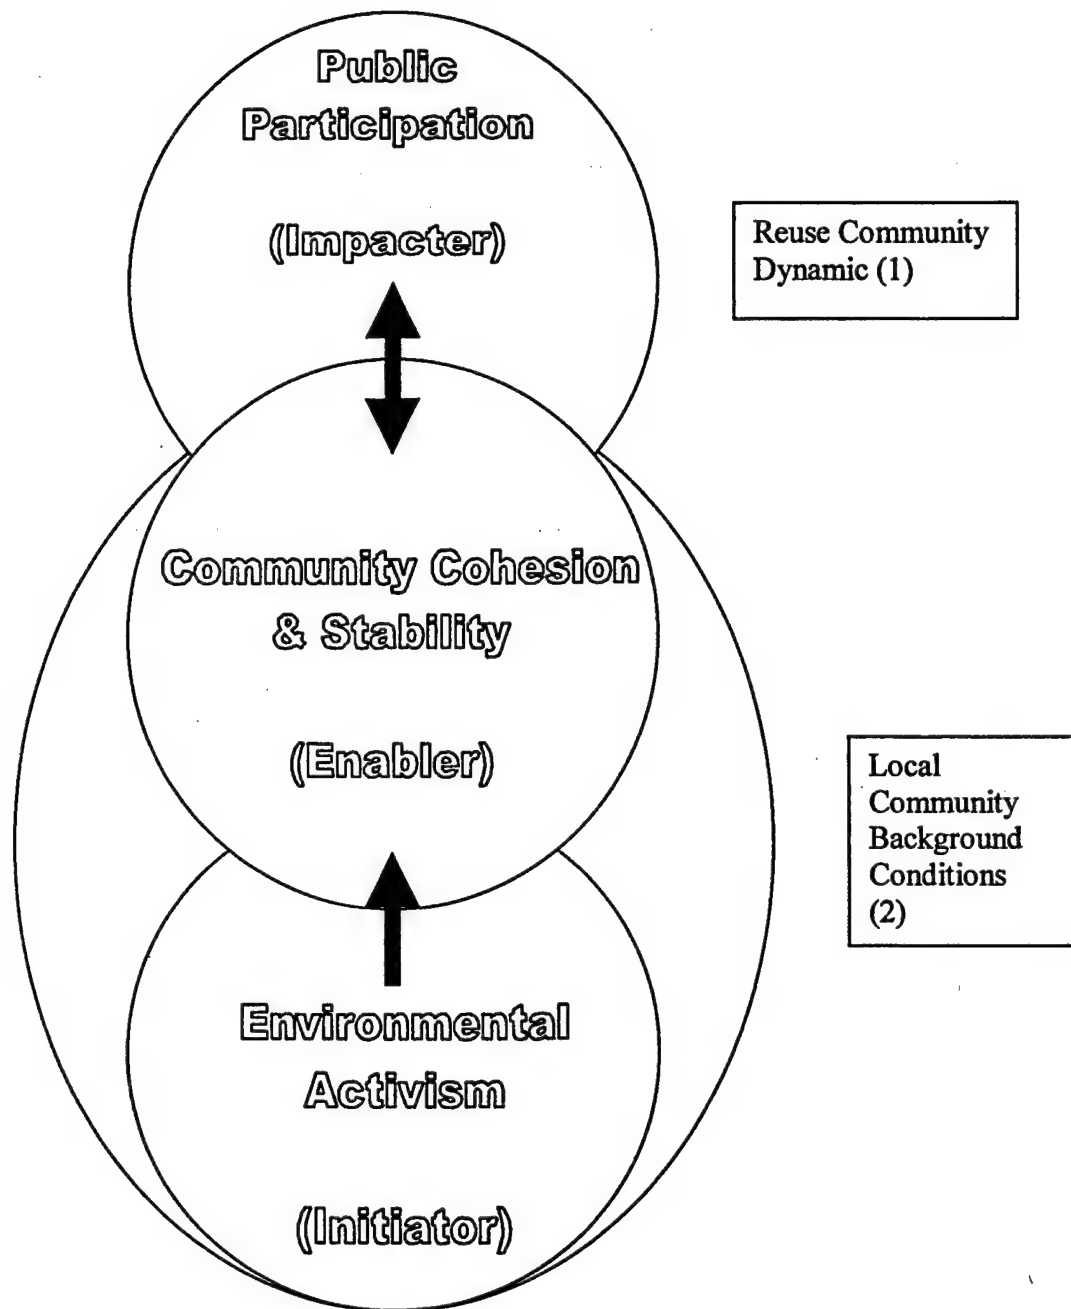 Public
Participation
(Impacter)
Reuse Community
Dynamic (1)
Community Cohesion
& Stability
(Enabler)
Local
Community
Background
Conditions
(2)
Environmental
Activism
(Initiator)